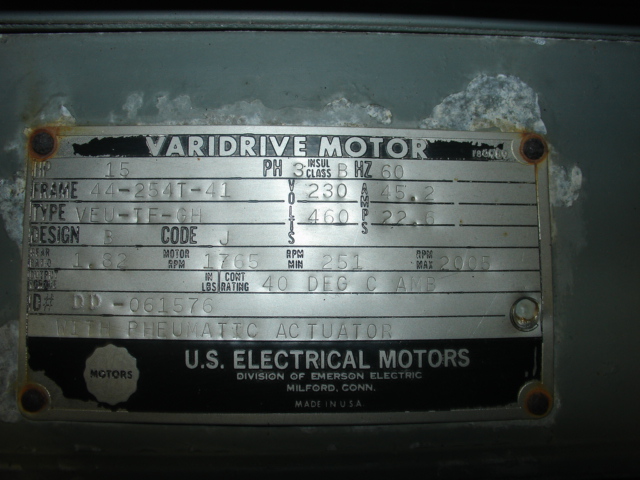 VARIDRIVE MOTOR
HP 15 PH 3 INSUL CLASS B HZ 60
FRAME 44-254T-41 VOLTS 230 AMPS 45.2
TYPE VEU-TF-GH 460 22.6
DESIGN B CODE J
GEAR 1.32 MOTOR RPM 1765 RPM MIN 251 RPM MAX 2005
IN LBS CONT RATING 40 DEG C AMB
ID# DD-061576
WITH PNEUMATIC ACTUATOR
MOTORS U.S. ELECTRICAL MOTORS
DIVISION OF EMERSON ELECTRIC
MILFORD, CONN.
MADE IN U.S.A.